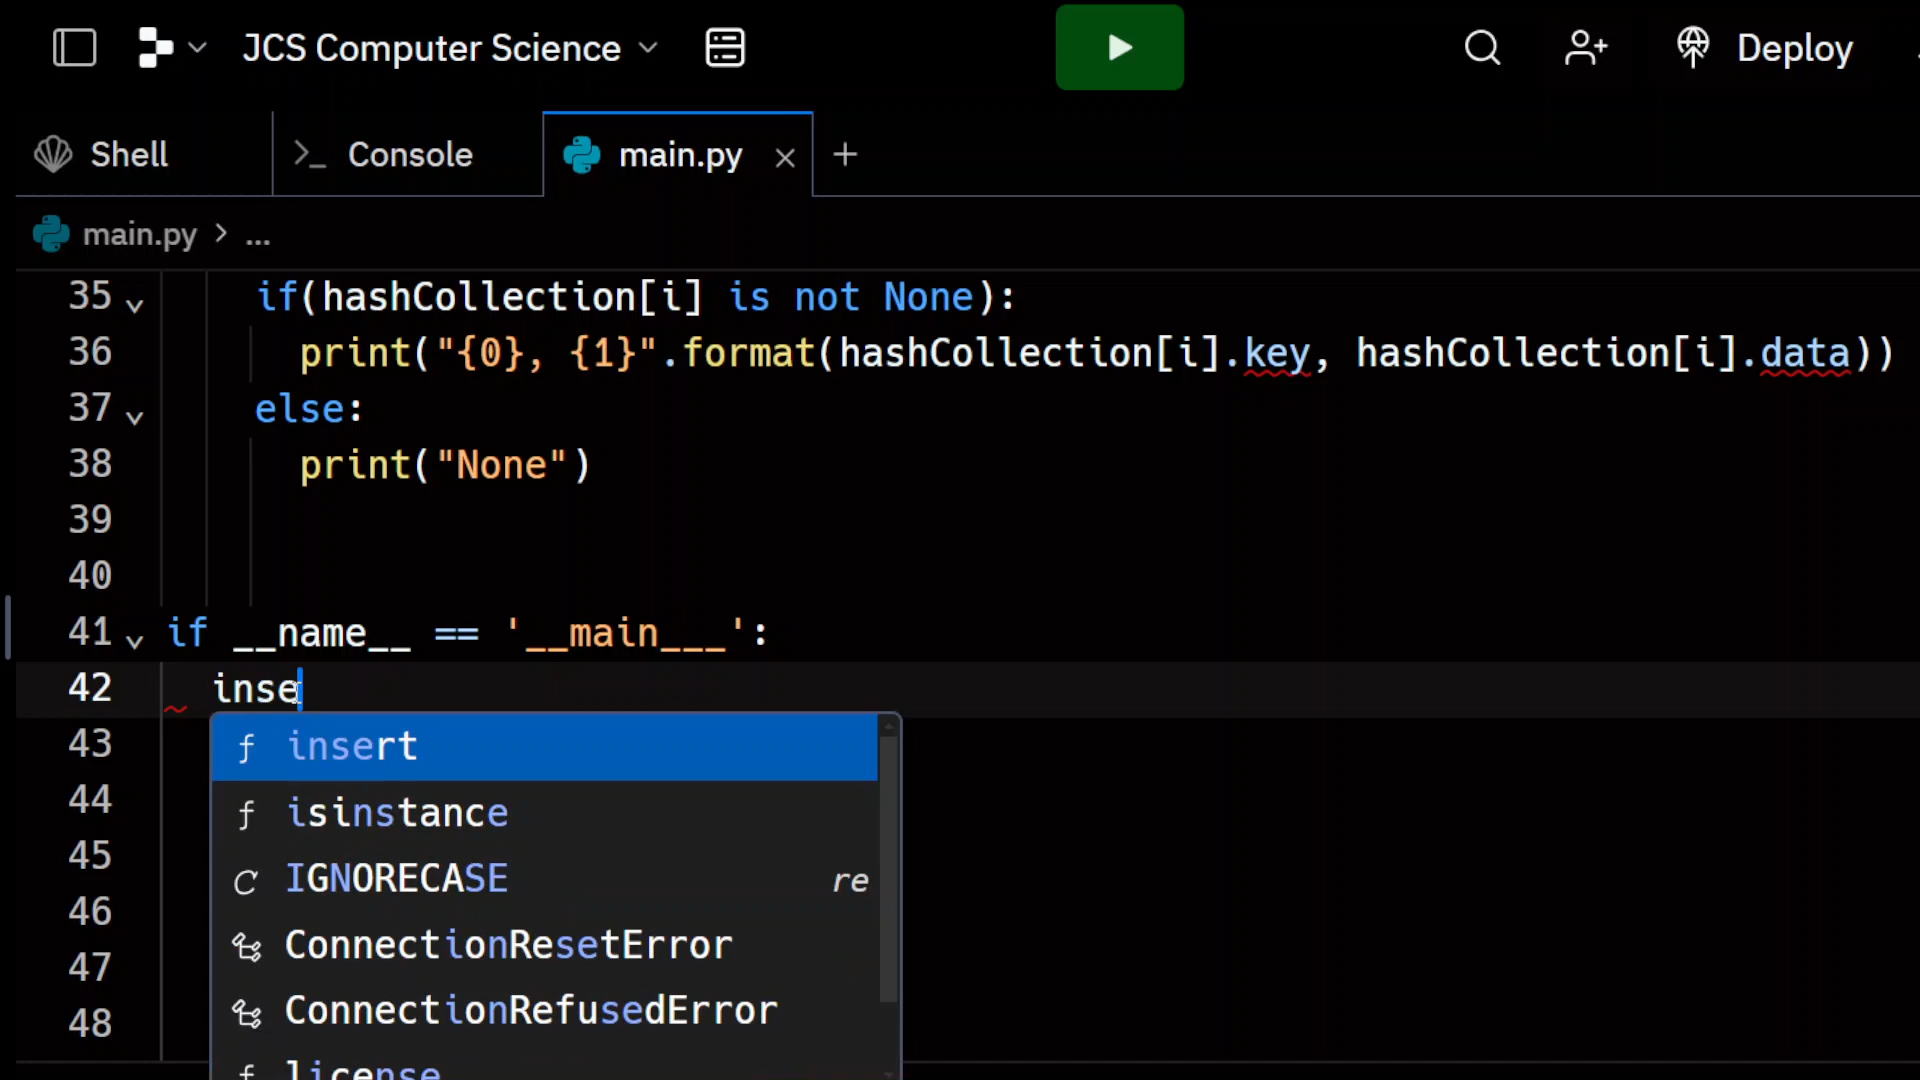 JCS Computer Science
Deploy
Shell
Console
main.py
main.py > ...
35 if(hashCollection[i] is not None):
36 print("{0}, {1}".format(hashCollection[i].key, hashCollection[i].data))
37 else:
38 print("None")
39
40
41 if __name__ == '__main___':
42 inse
43
44
45
46
47
48
insert
isinstance
IGNORECASE re
ConnectionResetError
ConnectionRefusedError
license